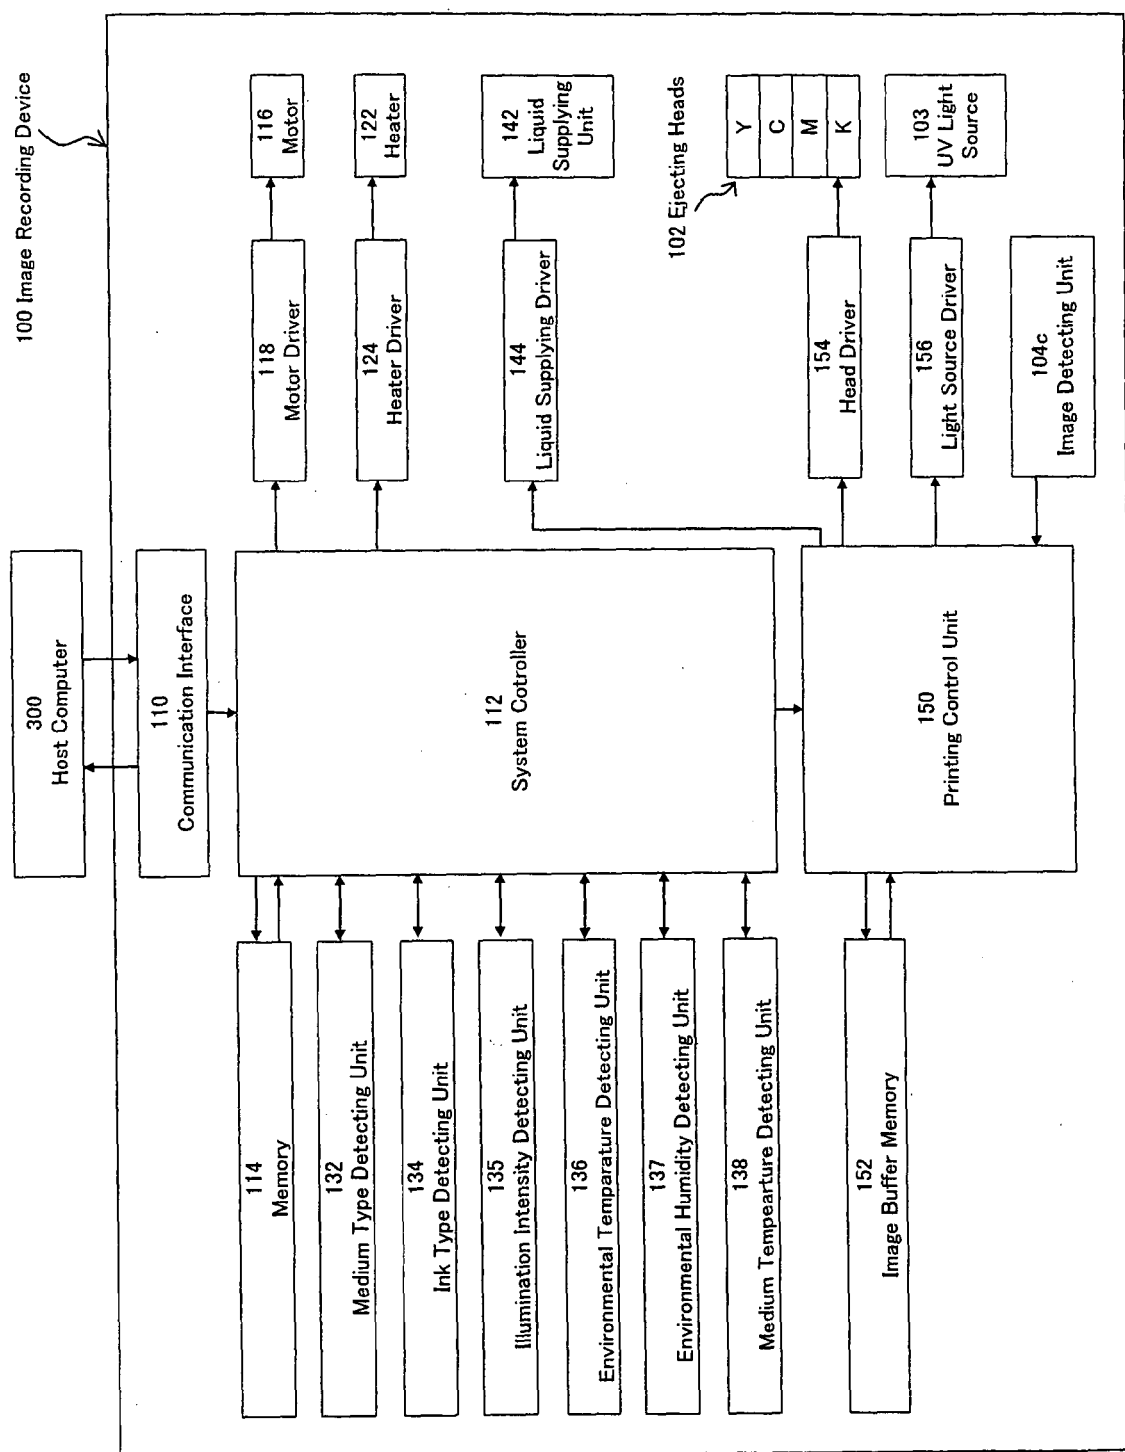 100 Image Recording Device
300
Host Computer
110
Communication Interface
112
System Cotroller
150
Printing Control Unit
114
Memory
132
Medium Type Detecting Unit
134
Ink Type Detecting Unit
135
Illumination Intensity Detecting Unit
136
Environmental Temparature Detecting Unit
137
Environmental Humidity Detecting Unit
138
Medium Tempearture Detecting Unit
152
Image Buffer Memory
118
Motor Driver
116
Motor
124
Heater Driver
122
Heater
144
Liquid Supplying Driver
142
Liquid
Supplying
Unit
102 Ejecting Heads
154
Head Driver
Y
C
M
K
156
Light Source Driver
103
UV Light
Source
104c
Image Detecting Unit